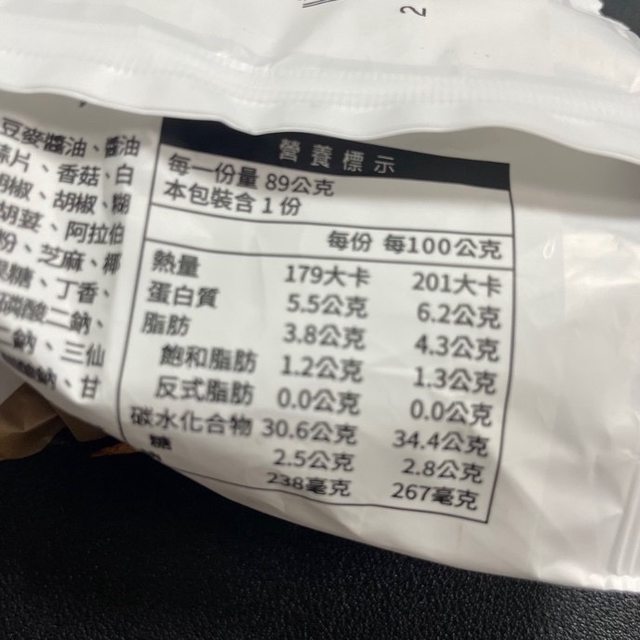 2
豆麥醬油、醬油
片、香菇、白
胡椒、胡椒、糊
胡荽、阿拉伯
粉、芝麻、椰
糖、丁香、
磷酸二鈉、
鈉、三仙
鈉、甘
營養標示
每一份量 89公克
本包裝含 1 份
每份 每100公克
熱量 179大卡 201大卡
蛋白質 5.5公克 6.2公克
脂肪 3.8公克 4.3公克
飽和脂肪 1.2公克 1.3公克
反式脂肪 0.0公克 0.0公克
碳水化合物 30.6公克 34.4公克
糖 2.5公克 2.8公克
238毫克 267毫克